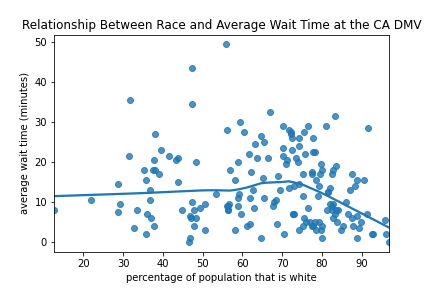 Relationship Between Race and Average Wait Time at the CA DMV
average wait time (minutes)
50
40
30
20
10
0
20 30 40 50 60 70 80 90
percentage of population that is white